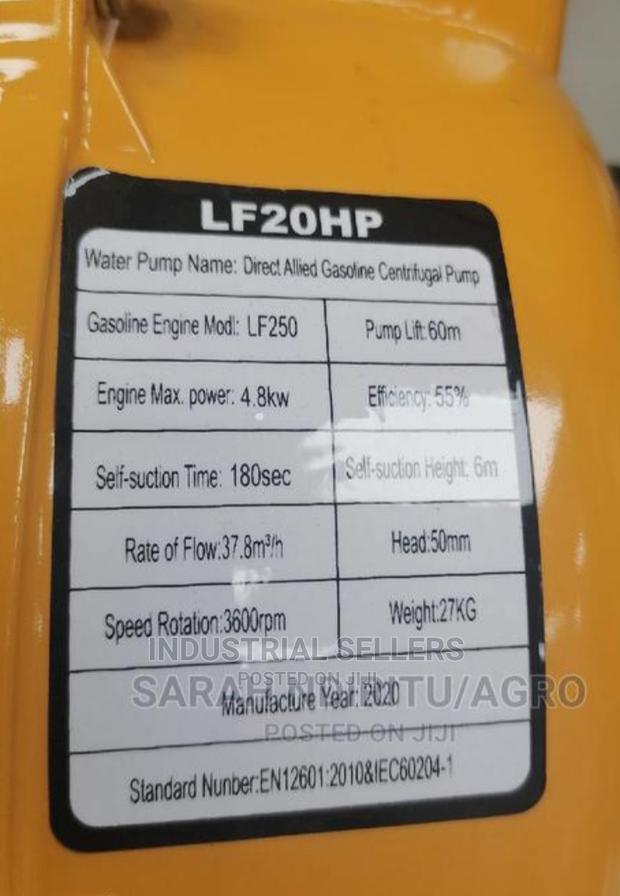 LF20HP
Water Pump Name: Direct Allied Gasoline Centrifugal Pump
Gasoline Engine Modl: LF250
Pump Lift:60m
Engine Max. power: 4.8kw
Efficiency: 55%
Self-suction Time: 180sec
Self-suction Height: 6m
Rate of Flow:37.8m³/h
Head:50mm
Speed Rotation:3600rpm
Weight:27KG
INDUSTRIAL SELLERS
POSTED ON JIJI
SARAH
TU/AGRO
Manufacture Year: 2020
POSTED ON JIJI
Standard Nunber:EN12601:2010&IEC60204-1